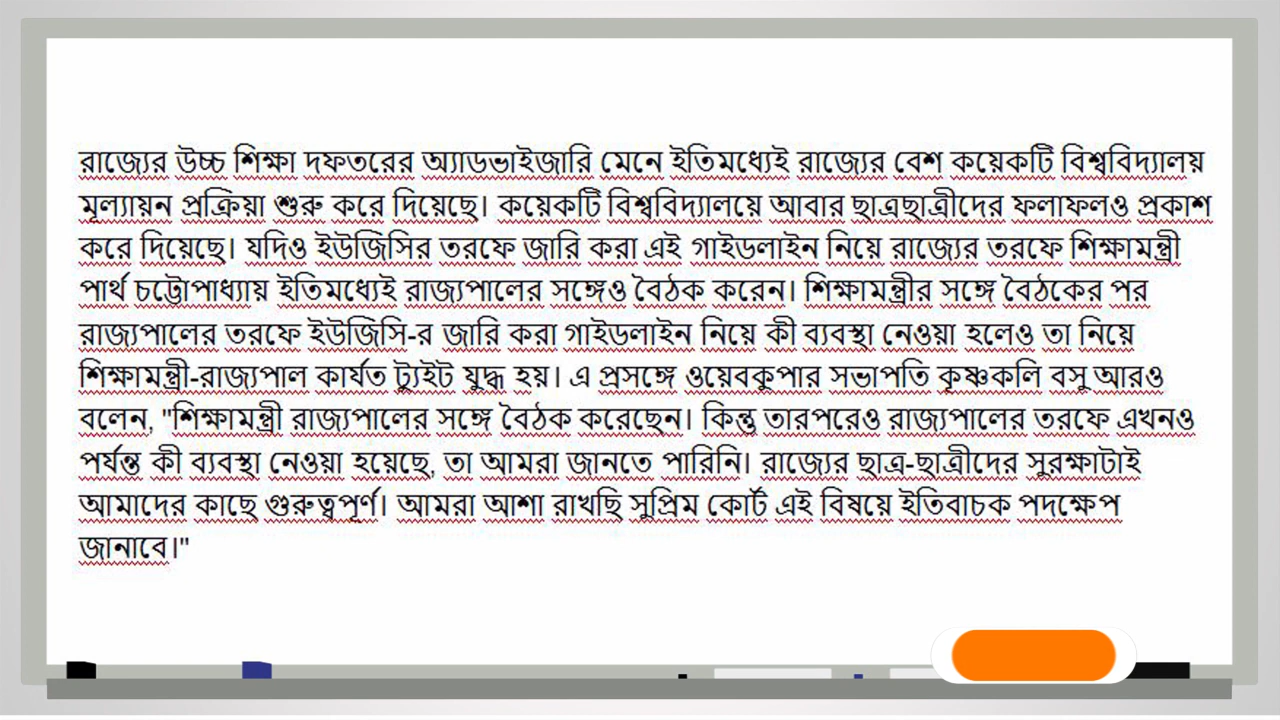 রাজ্যের উচ্চ শিক্ষা দফতরের অ্যাডভাইজারি মেনে ইতিমধ্যেই রাজ্যের বেশ কয়েকটি বিশ্ববিদ্যালয়
মূল্যায়ন প্রক্রিয়া শুরু করে দিয়েছে। কয়েকটি বিশ্ববিদ্যালয়ে আবার ছাত্রছাত্রীদের ফলাফলও প্রকাশ
করে দিয়েছে। যদিও ইউজিসির তরফে জারি করা এই গাইডলাইন নিয়ে রাজ্যের তরফে শিক্ষামন্ত্রী
পার্থ চট্টোপাধ্যায় ইতিমধ্যেই রাজ্যপালের সঙ্গেও বৈঠক করেন। শিক্ষামন্ত্রীর সঙ্গে বৈঠকের পর
রাজ্যপালের তরফে ইউজিসি-র জারি করা গাইডলাইন নিয়ে কী ব্যবস্থা নেওয়া হলেও তা নিয়ে
শিক্ষামন্ত্রী-রাজ্যপাল কার্যত ট্যুইট যুদ্ধ হয়। এ প্রসঙ্গে ওয়েবকুপার সভাপতি কৃষ্ণকলি বসু আরও
বলেন, "শিক্ষামন্ত্রী রাজ্যপালের সঙ্গে বৈঠক করেছেন। কিন্তু তারপরেও রাজ্যপালের তরফে এখনও
পর্যন্ত কী ব্যবস্থা নেওয়া হয়েছে, তা আমরা জানতে পারিনি। রাজ্যের ছাত্র-ছাত্রীদের সুরক্ষাটাই
আমাদের কাছে গুরুত্বপূর্ণ। আমরা আশা রাখছি সুপ্রিম কোর্ট এই বিষয়ে ইতিবাচক পদক্ষেপ
জানাবে।"